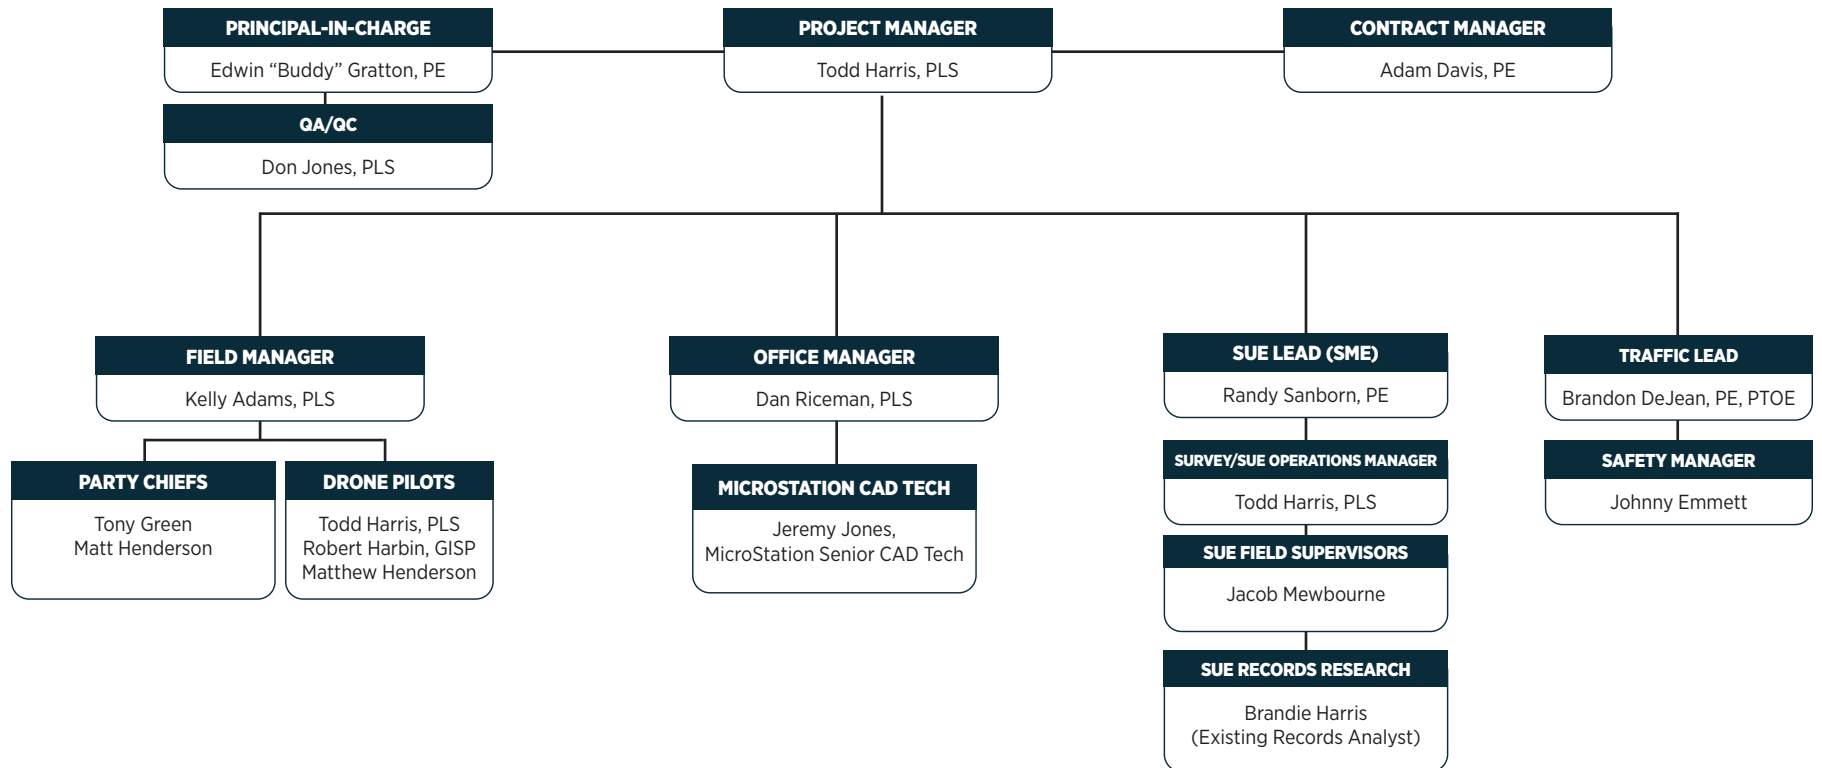 PRINCIPAL-IN-CHARGE
Edwin “Buddy” Gratton, PE
PROJECT MANAGER
Todd Harris, PLS
CONTRACT MANAGER
Adam Davis, PE
QA/QC
Don Jones, PLS
FIELD MANAGER
Kelly Adams, PLS
PARTY CHIEFS
Tony Green
Matt Henderson
DRONE PILOTS
Todd Harris, PLS
Robert Harbin, GISP
Matthew Henderson
OFFICE MANAGER
Dan Riceman, PLS
MICROSTATION CAD TECH
Jeremy Jones,
MicroStation Senior CAD Tech
SUE LEAD (SME)
Randy Sanborn, PE
SURVEY/SUE OPERATIONS MANAGER
Todd Harris, PLS
SUE FIELD SUPERVISORS
Jacob Mewbourne
SUE RECORDS RESEARCH
Brandie Harris
(Existing Records Analyst)
TRAFFIC LEAD
Brandon DeJean, PE, PTOE
SAFETY MANAGER
Johnny Emmett